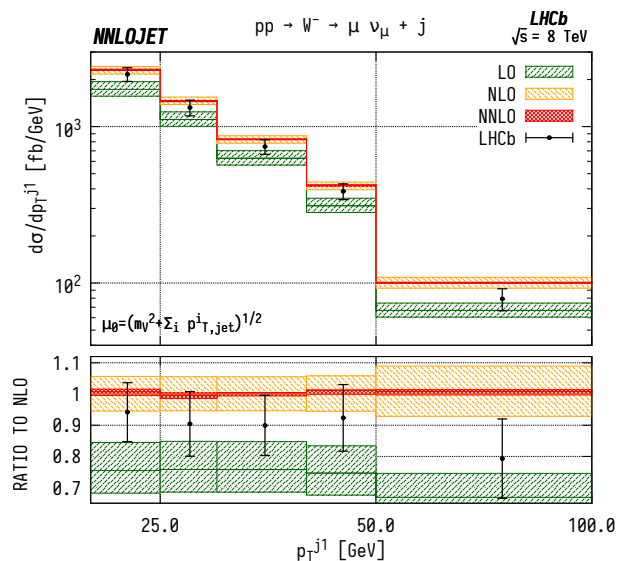 NNLOJET pp → W⁻ → μ ν_μ + j LHCb
√s = 8 TeV
LO
NLO
NNLO
LHCb
dσ/dp_T^j1 [fb/GeV]
10³
10²
μ₀=(m_V²+Σ_i p^i_T,jet)^1/2
RATIO TO NLO
1.1
1
0.9
0.8
0.7
25.0 50.0 100.0
p_T^j1 [GeV]